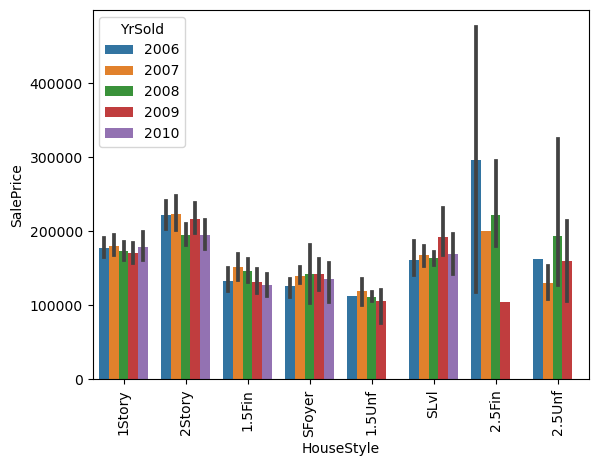 YrSold
2006
2007
2008
2009
2010
SalePrice
400000
300000
200000
100000
0
1Story
2Story
1.5Fin
SFoyer
1.5Unf
SLvl
2.5Fin
2.5Unf
HouseStyle